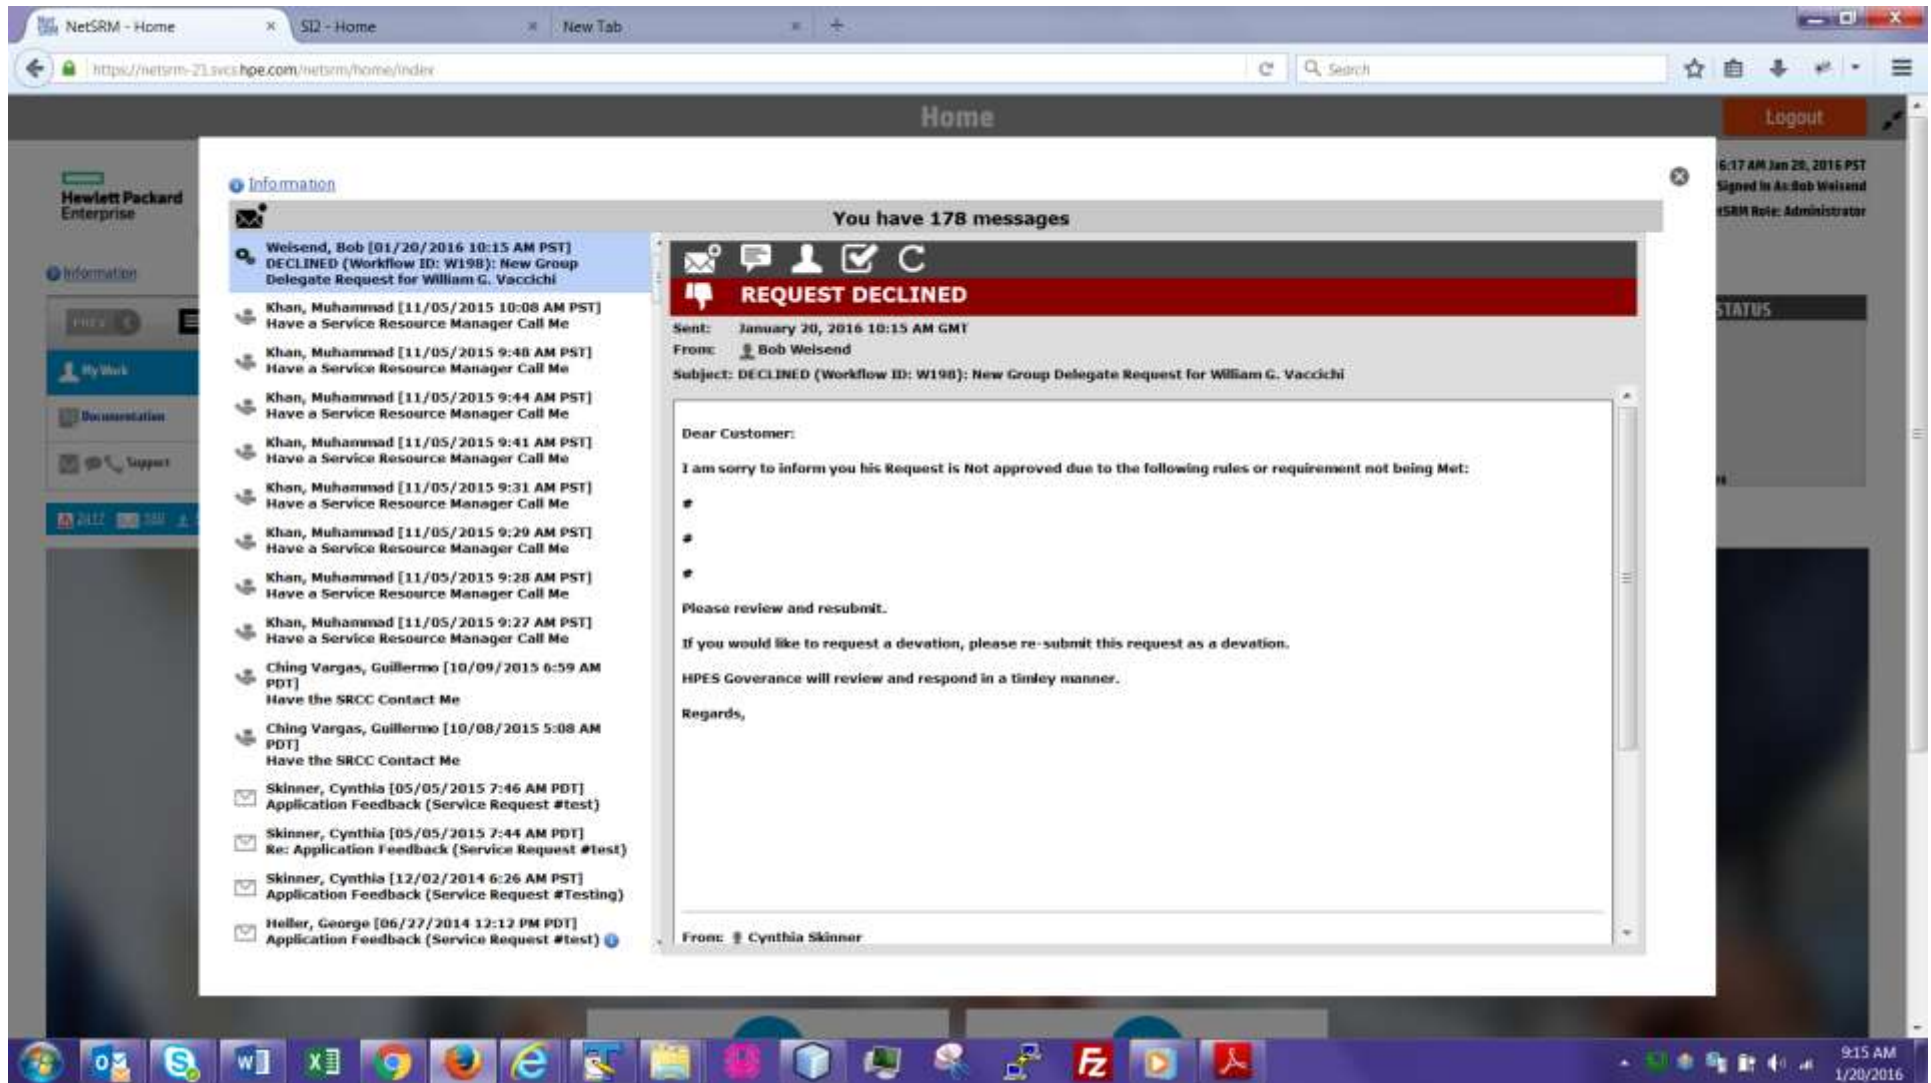 NetSRM - Home
SI2 - Home
New Tab
https://netsrm-21.svcs.hpe.com/netsrm/home/index
Search
Home
Logout
Hewlett Packard
Enterprise
6:17 AM Jan 20, 2016 PST
Signed In As:Bob Weisend
tSRM Role: Administrator
Information
PREV
My Work
Documentation
Support
STATUS
Information
You have 178 messages
Weisend, Bob [01/20/2016 10:15 AM PST]
DECLINED (Workflow ID: W198): New Group
Delegate Request for William G. Vaccichi
Khan, Muhammad [11/05/2015 10:08 AM PST]
Have a Service Resource Manager Call Me
Khan, Muhammad [11/05/2015 9:48 AM PST]
Have a Service Resource Manager Call Me
Khan, Muhammad [11/05/2015 9:44 AM PST]
Have a Service Resource Manager Call Me
Khan, Muhammad [11/05/2015 9:41 AM PST]
Have a Service Resource Manager Call Me
Khan, Muhammad [11/05/2015 9:31 AM PST]
Have a Service Resource Manager Call Me
Khan, Muhammad [11/05/2015 9:29 AM PST]
Have a Service Resource Manager Call Me
Khan, Muhammad [11/05/2015 9:28 AM PST]
Have a Service Resource Manager Call Me
Khan, Muhammad [11/05/2015 9:27 AM PST]
Have a Service Resource Manager Call Me
Ching Vargas, Guillermo [10/09/2015 6:59 AM
PDT]
Have the SRCC Contact Me
Ching Vargas, Guillermo [10/08/2015 5:08 AM
PDT]
Have the SRCC Contact Me
Skinner, Cynthia [05/05/2015 7:46 AM PDT]
Application Feedback (Service Request #test)
Skinner, Cynthia [05/05/2015 7:44 AM PDT]
Re: Application Feedback (Service Request #test)
Skinner, Cynthia [12/02/2014 6:26 AM PST]
Application Feedback (Service Request #Testing)
Heller, George [06/27/2014 12:12 PM PDT]
Application Feedback (Service Request #test)
REQUEST DECLINED
Sent: January 20, 2016 10:15 AM GMT
From: Bob Weisend
Subject: DECLINED (Workflow ID: W198): New Group Delegate Request for William G. Vaccichi
Dear Customer:
I am sorry to inform you his Request is Not approved due to the following rules or requirement not being Met:
#
#
#
Please review and resubmit.
If you would like to request a devation, please re-submit this request as a devation.
HPES Goverance will review and respond in a timley manner.
Regards,
From: Cynthia Skinner
9:15 AM
1/20/2016